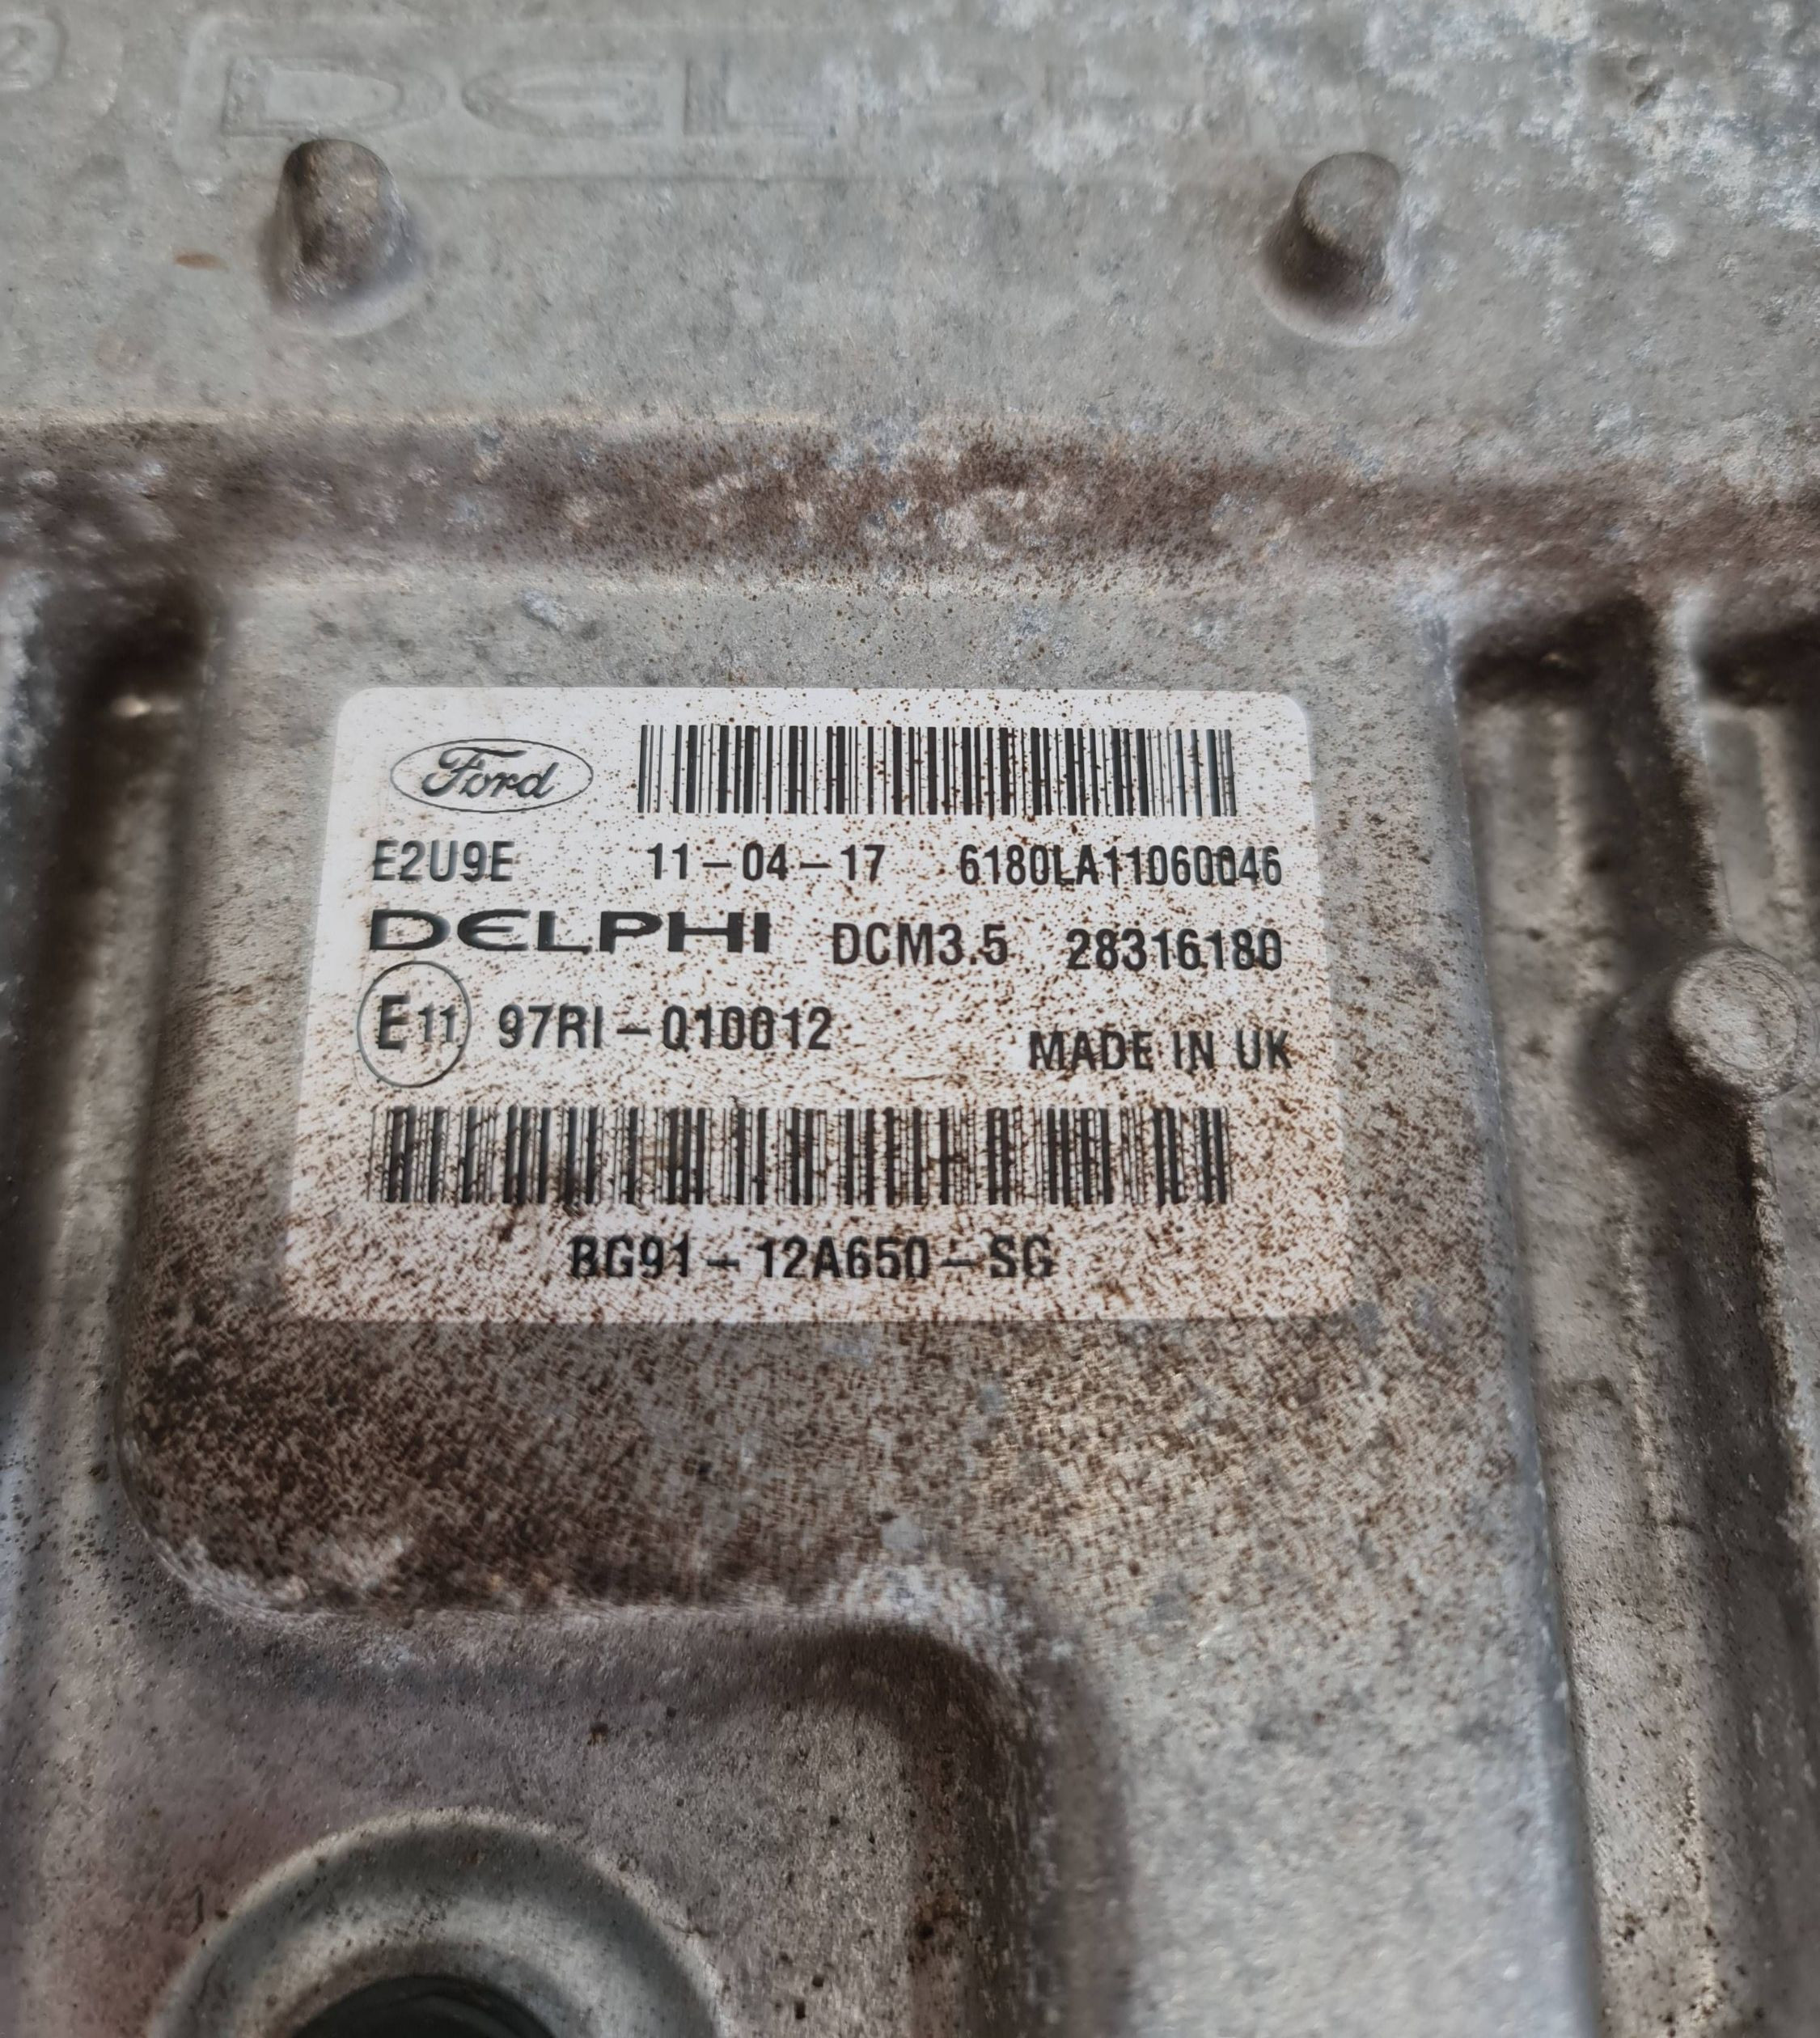 DELPHI
Ford
E2U9E 11-04-17 6180LA11060046
DELPHI DCM3.5 28316180
E11 97RI-010012 MADE IN UK
BG91-12A650-SG